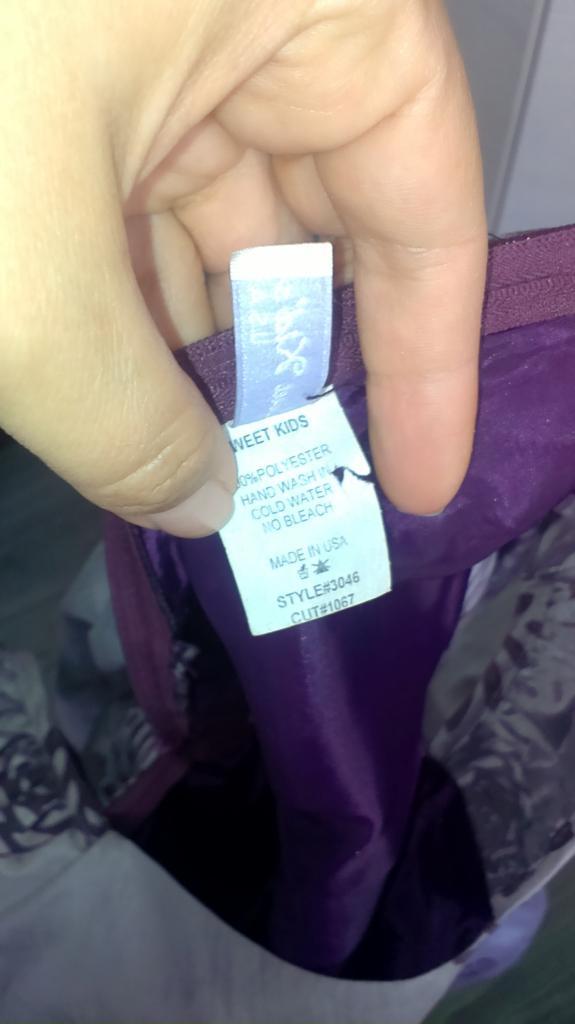 WEET KIDS
0%POLYESTER
HAND WASH IN
COLD WATER
NO BLEACH
MADE IN USA
STYLE#3046
CUT#1067